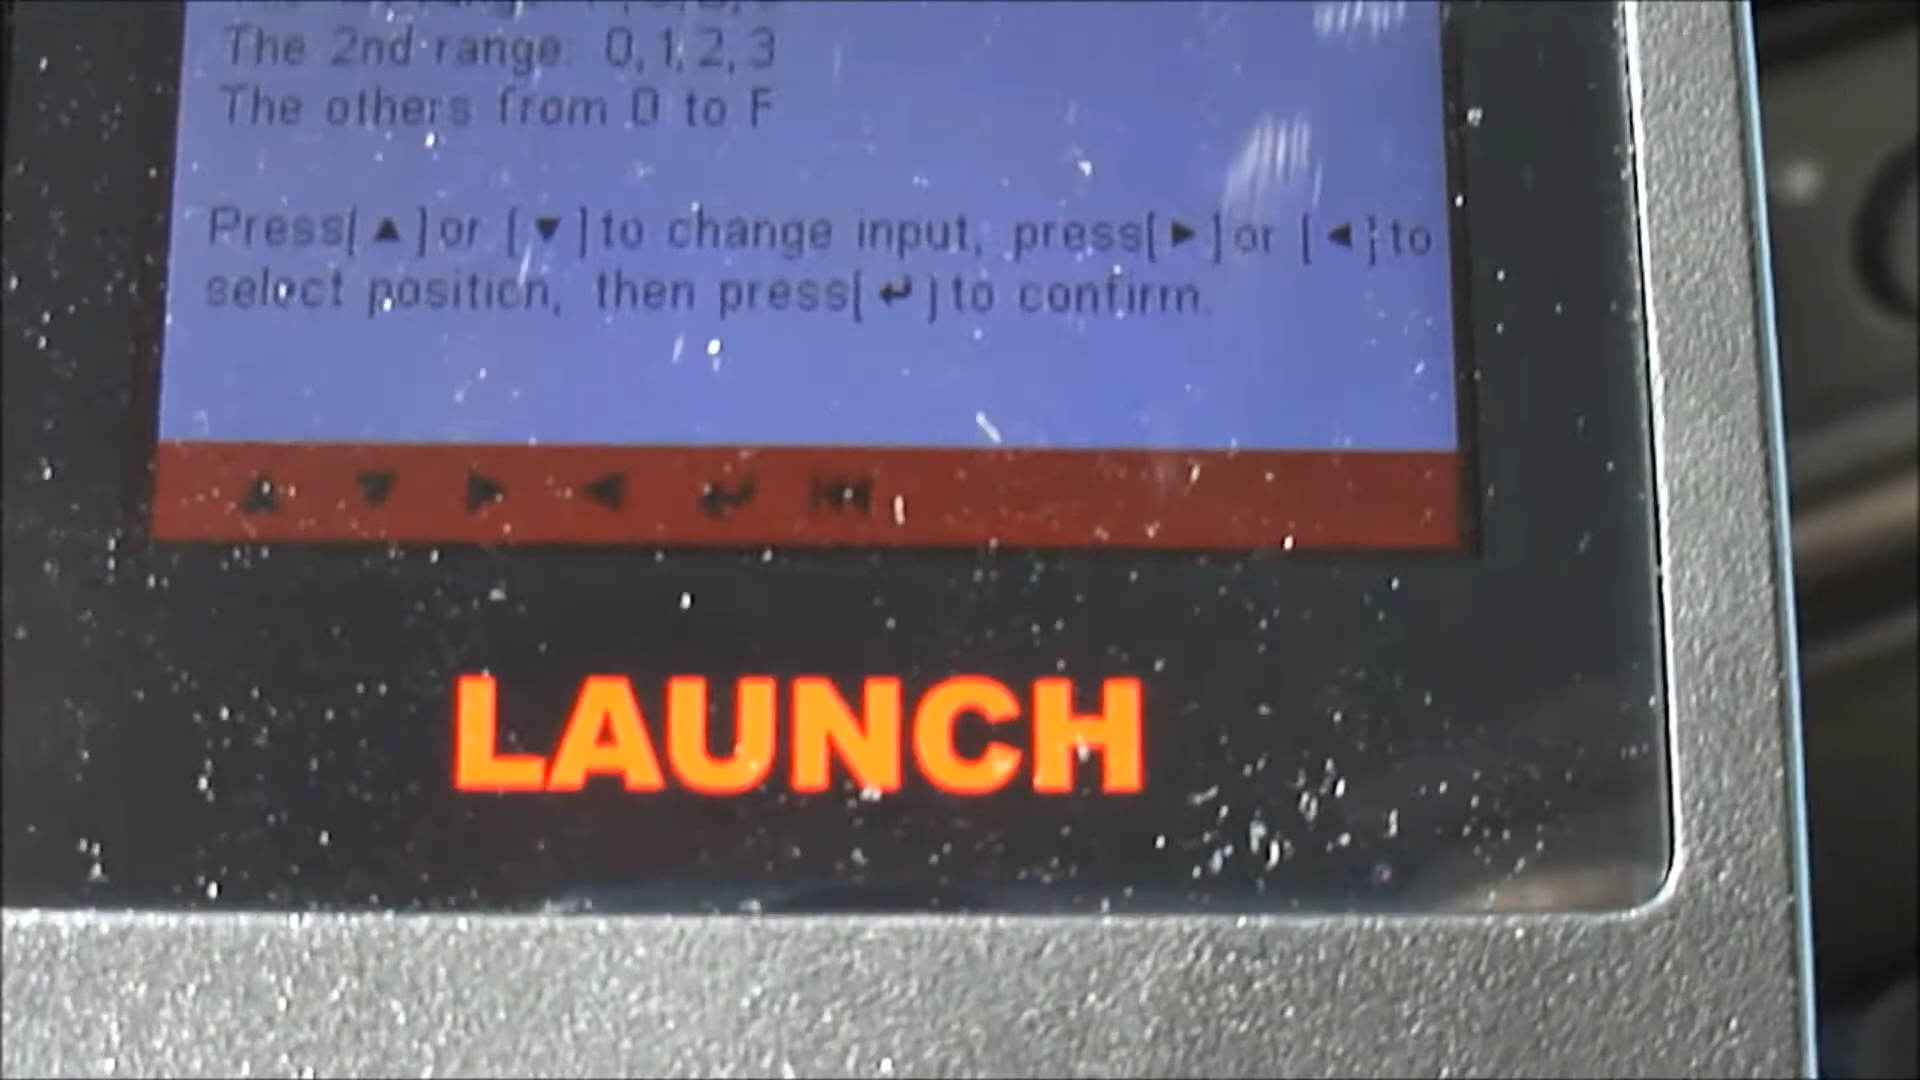 The 2nd range: 0,1,2,3
The others from 0 to F
Press[▲]or [▼]to change input, press[►]or [◄]to
select position, then press[↵]to confirm.
LAUNCH